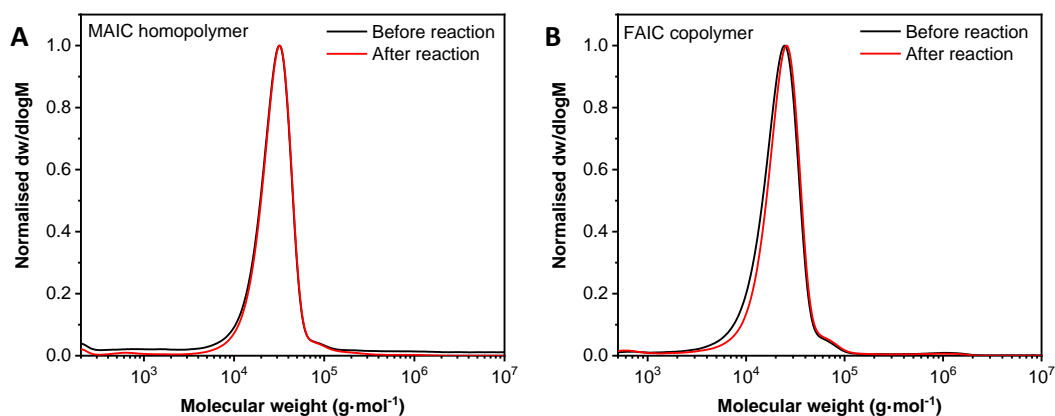 A
MAIC homopolymer
Before reaction
After reaction
Normalised dw/dlogM
1.0
0.8
0.6
0.4
0.2
0.0
10³
10⁴
10⁵
10⁶
10⁷
Molecular weight (g·mol⁻¹)
B
FAIC copolymer
Before reaction
After reaction
Normalised dw/dlogM
1.0
0.8
0.6
0.4
0.2
0.0
10³
10⁴
10⁵
10⁶
10⁷
Molecular weight (g·mol⁻¹)